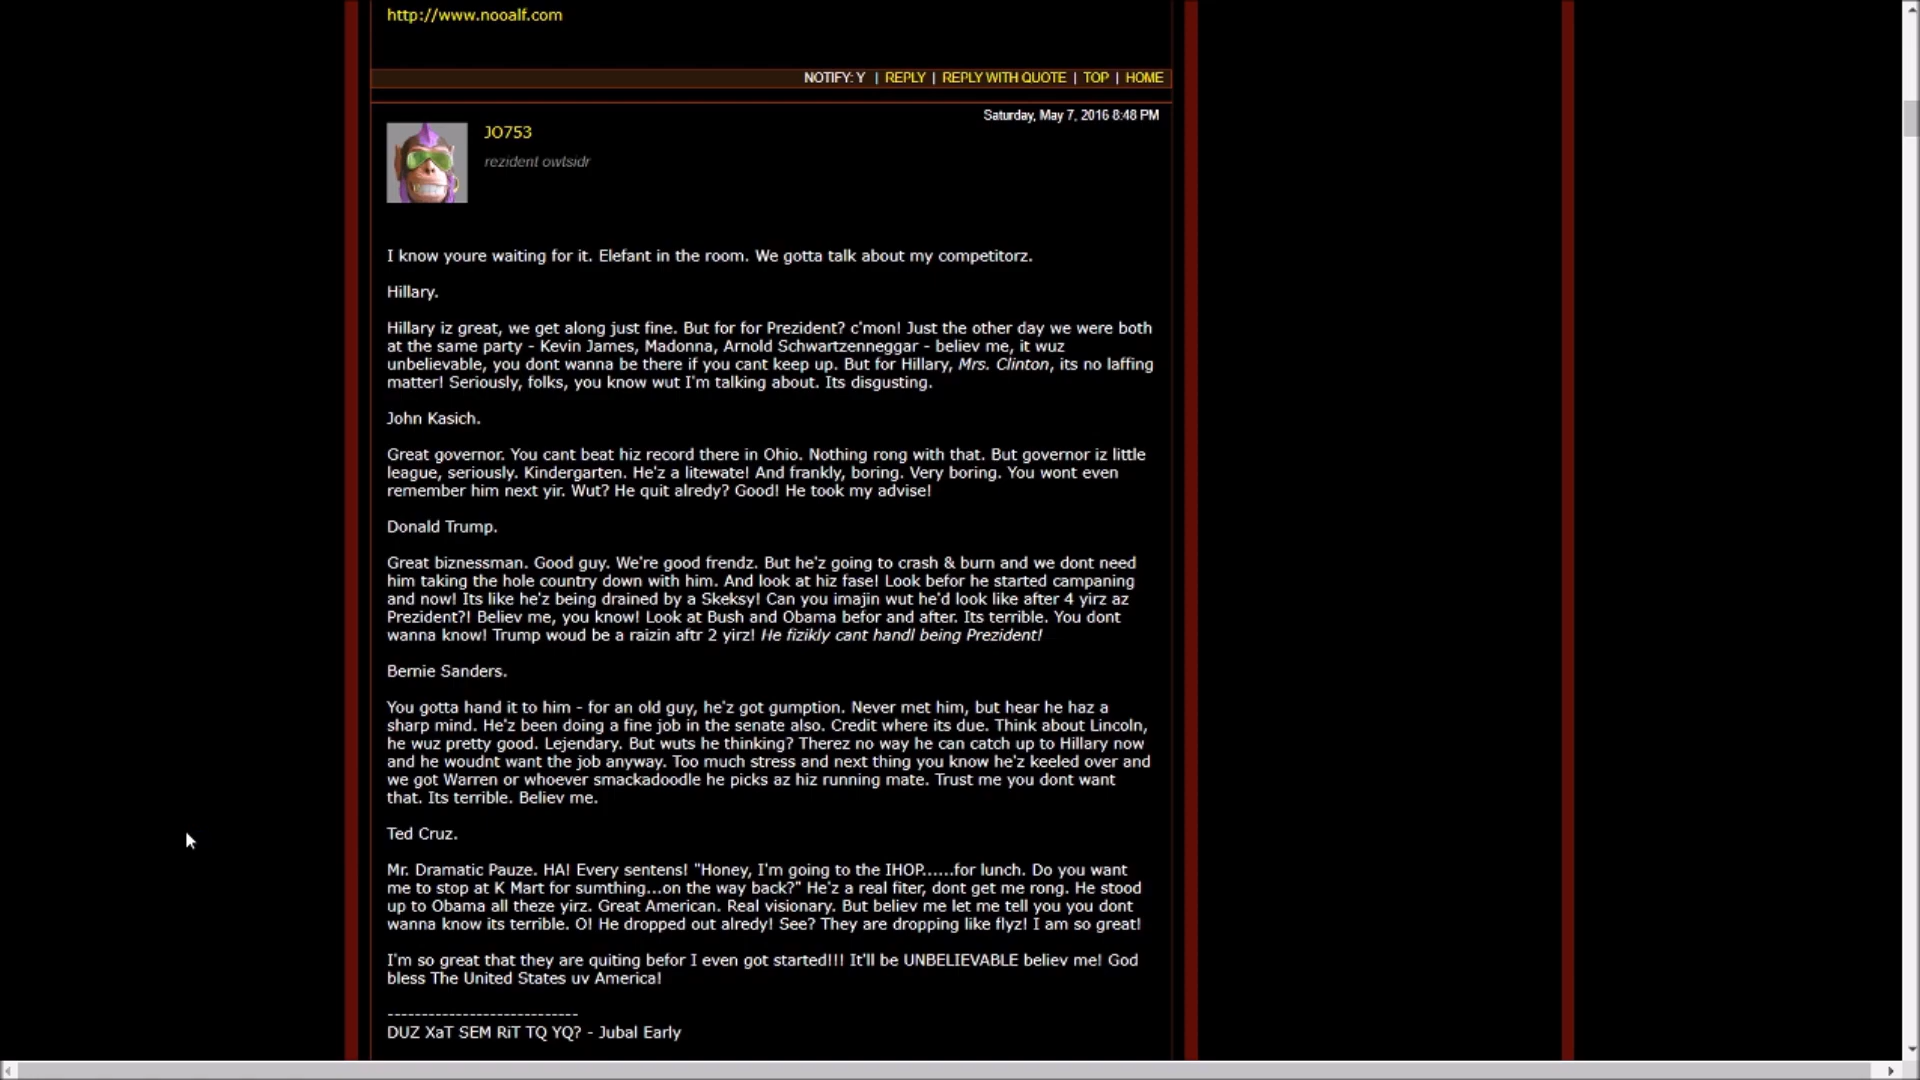 http://www.nooalf.com
NOTIFY: Y | REPLY | REPLY WITH QUOTE | TOP | HOME
Saturday, May 7, 2016 8:48 PM
JO753
rezident owtsidr
I know youre waiting for it. Elefant in the room. We gotta talk about my competitorz.
Hillary.
Hillary iz great, we get along just fine. But for for Prezident? c'mon! Just the other day we were both
at the same party - Kevin James, Madonna, Arnold Schwartzenneggar - believ me, it wuz
unbelievable, you dont wanna be there if you cant keep up. But for Hillary, Mrs. Clinton, its no laffing
matter! Seriously, folks, you know wut I'm talking about. Its disgusting.
John Kasich.
Great governor. You cant beat hiz record there in Ohio. Nothing rong with that. But governor iz little
league, seriously. Kindergarten. He'z a litewate! And frankly, boring. Very boring. You wont even
remember him next yir. Wut? He quit alredy? Good! He took my advise!
Donald Trump.
Great biznessman. Good guy. We're good frendz. But he'z going to crash & burn and we dont need
him taking the hole country down with him. And look at hiz fase! Look befor he started campaning
and now! Its like he'z being drained by a Skeksy! Can you imajin wut he'd look like after 4 yirz az
Prezident?! Believ me, you know! Look at Bush and Obama befor and after. Its terrible. You dont
wanna know! Trump woud be a raizin aftr 2 yirz! He fizikly cant handl being Prezident!
Bernie Sanders.
You gotta hand it to him - for an old guy, he'z got gumption. Never met him, but hear he haz a
sharp mind. He'z been doing a fine job in the senate also. Credit where its due. Think about Lincoln,
he wuz pretty good. Lejendary. But wuts he thinking? Therez no way he can catch up to Hillary now
and he woudnt want the job anyway. Too much stress and next thing you know he'z keeled over and
we got Warren or whoever smackadoodle he picks az hiz running mate. Trust me you dont want
that. Its terrible. Believ me.
Ted Cruz.
Mr. Dramatic Pauze. HA! Every sentens! "Honey, I'm going to the IHOP......for lunch. Do you want
me to stop at K Mart for sumthing...on the way back?" He'z a real fiter, dont get me rong. He stood
up to Obama all theze yirz. Great American. Real visionary. But believ me let me tell you you dont
wanna know its terrible. O! He dropped out alredy! See? They are dropping like flyz! I am so great!
I'm so great that they are quiting befor I even got started!!! It'll be UNBELIEVABLE believ me! God
bless The United States uv America!
----------------------------
DUZ XaT SEM RiT TQ YQ? - Jubal Early